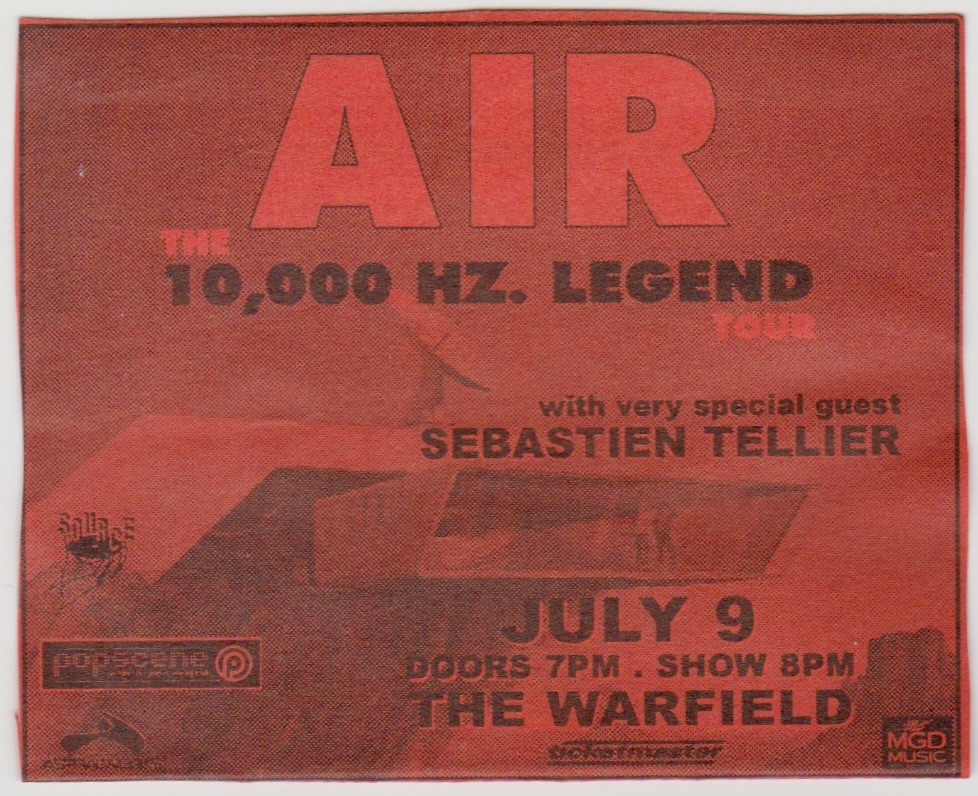 AIR
THE
10,000 HZ. LEGEND
TOUR
with very special guest
SEBASTIEN TELLIER
SOURCE
JULY 9
DOORS 7PM . SHOW 8PM
popscene
THE WARFIELD
ticketmaster
MGD
MUSIC